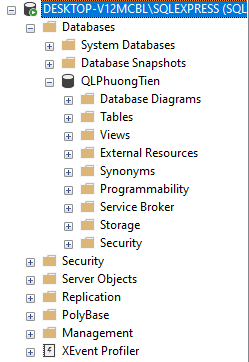 DESKTOP-V12MCBL\SQLEXPRESS (SQL
Databases
System Databases
Database Snapshots
QLPhuongTien
Database Diagrams
Tables
Views
External Resources
Synonyms
Programmability
Service Broker
Storage
Security
Security
Server Objects
Replication
PolyBase
Management
XEvent Profiler